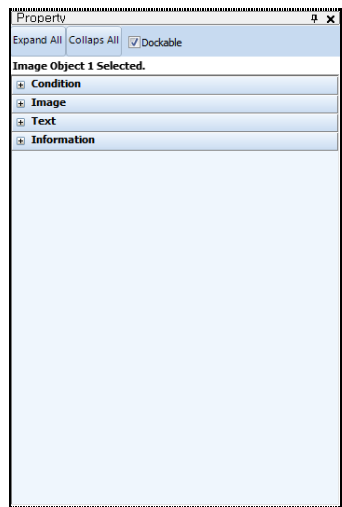 Property
Expand All Collaps All Dockable
Image Object 1 Selected.
Condition
Image
Text
Information